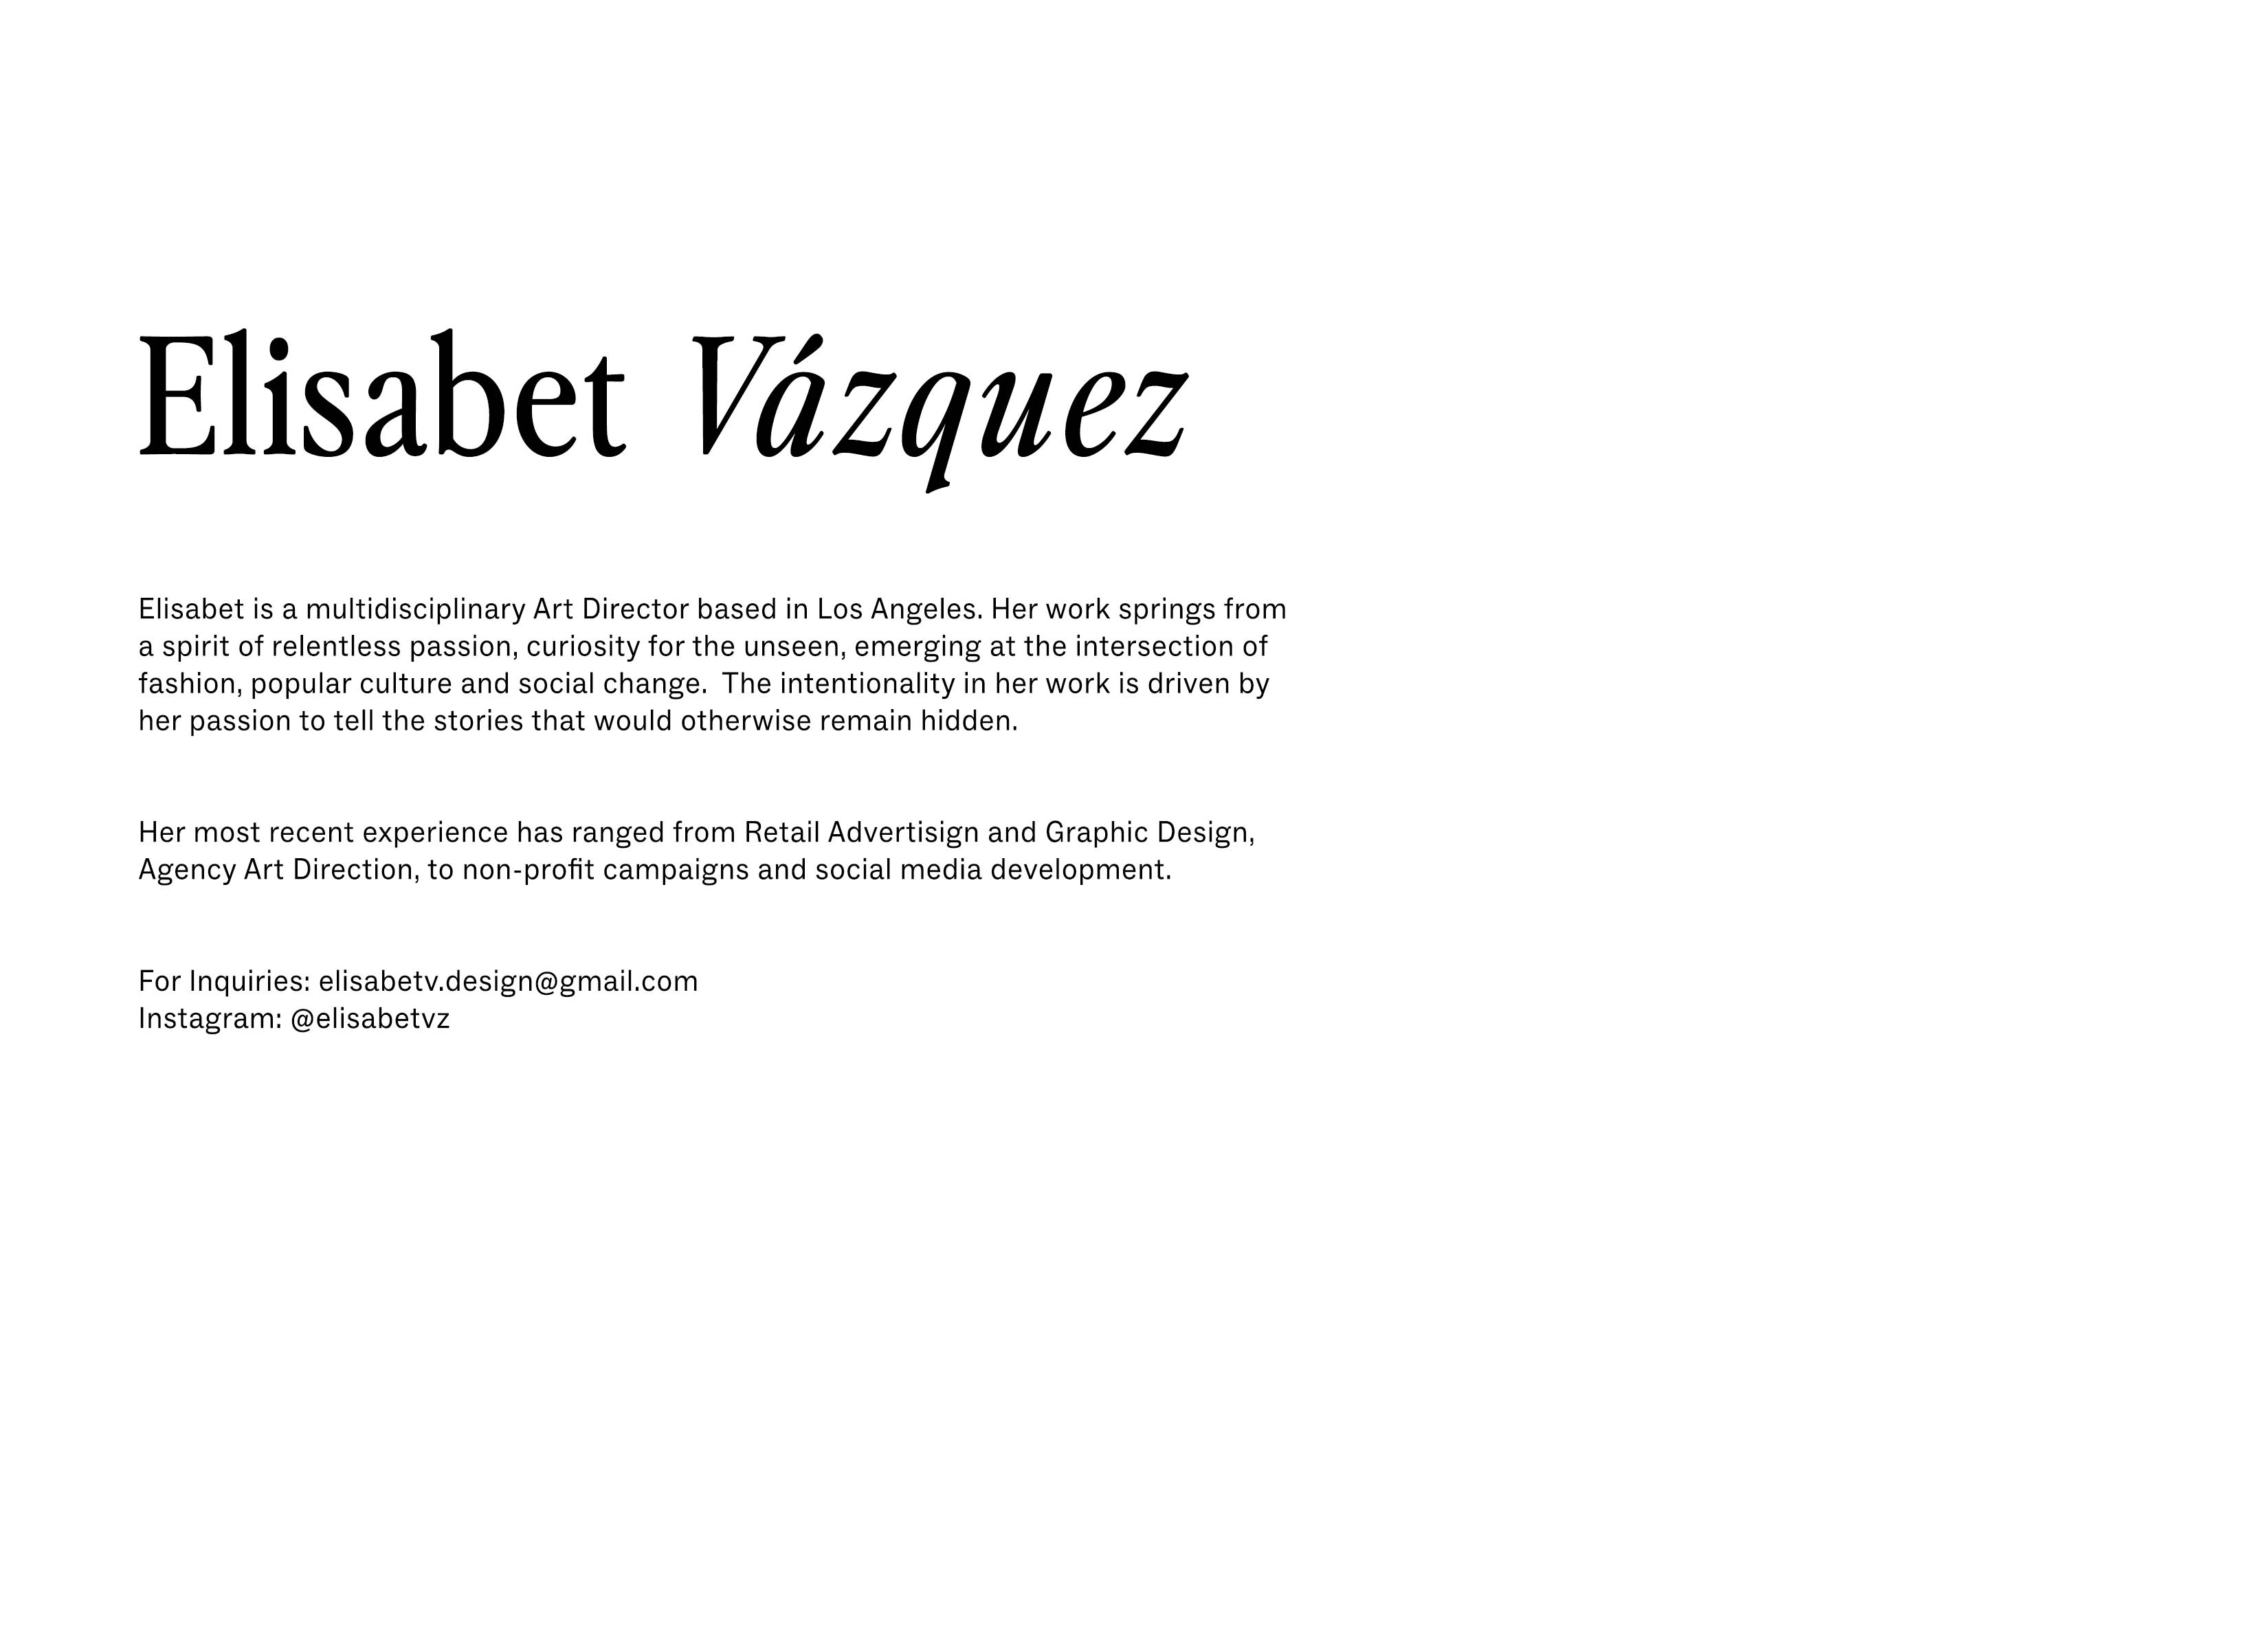 Elisabet Vázquez
Elisabet is a multidisciplinary Art Director based in Los Angeles. Her work springs from
a spirit of relentless passion, curiosity for the unseen, emerging at the intersection of
fashion, popular culture and social change.  The intentionality in her work is driven by
her passion to tell the stories that would otherwise remain hidden.
Her most recent experience has ranged from Retail Advertisign and Graphic Design,
Agency Art Direction, to non-profit campaigns and social media development.
For Inquiries: elisabetv.design@gmail.com
Instagram: @elisabetvz